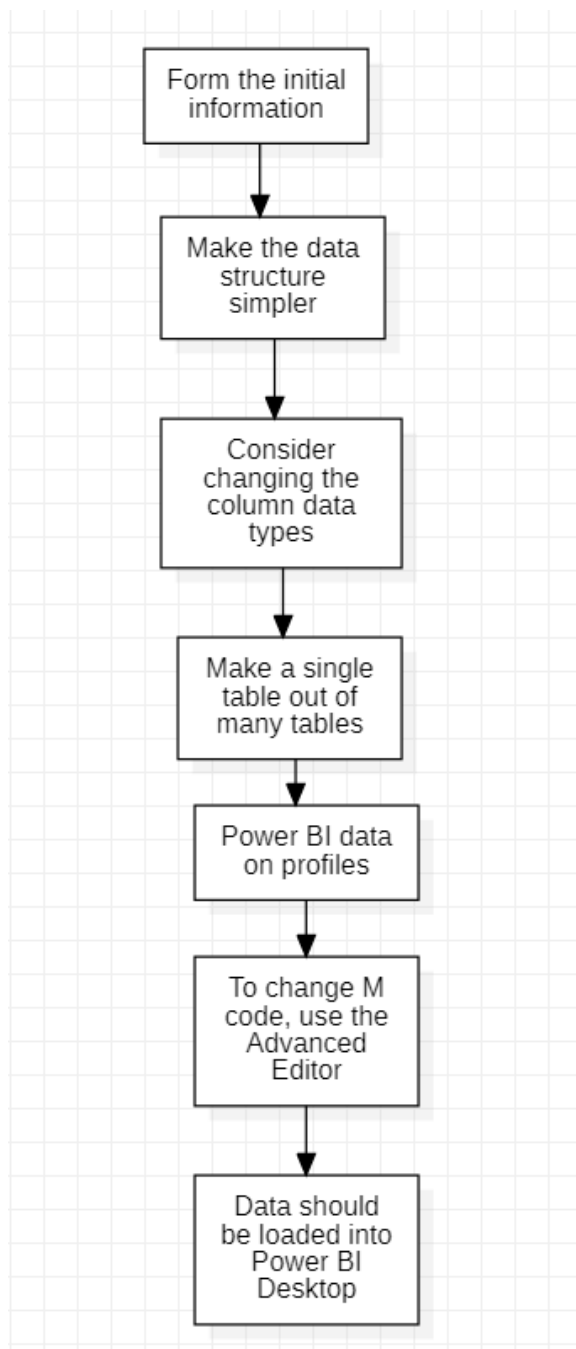 Form the initial
information
Make the data
structure
simpler
Consider
changing the
column data
types
Make a single
table out of
many tables
Power BI data
on profiles
To change M
code, use the
Advanced
Editor
Data should
be loaded into
Power BI
Desktop